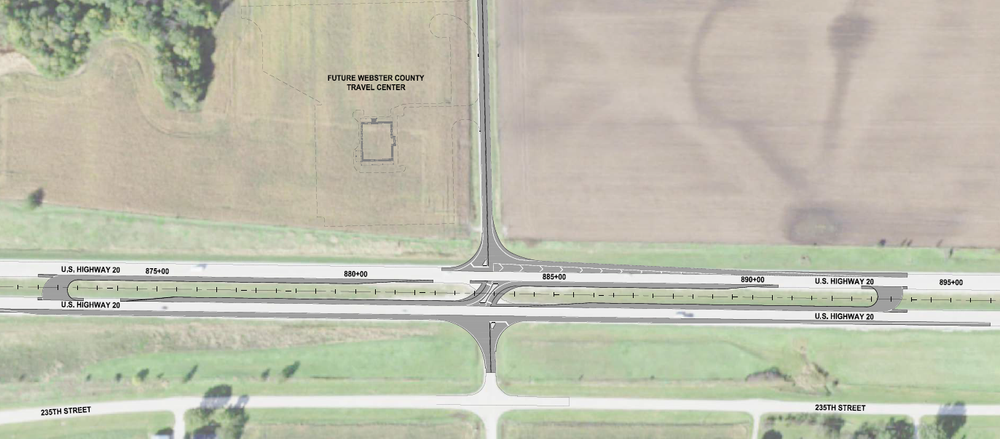 FUTURE WEBSTER COUNTY
TRAVEL CENTER
U.S. HIGHWAY 20
875+00
880+00
885+00
890+00
U.S. HIGHWAY 20
895+00
U.S. HIGHWAY 20
U.S. HIGHWAY 20
235TH STREET
235TH STREET